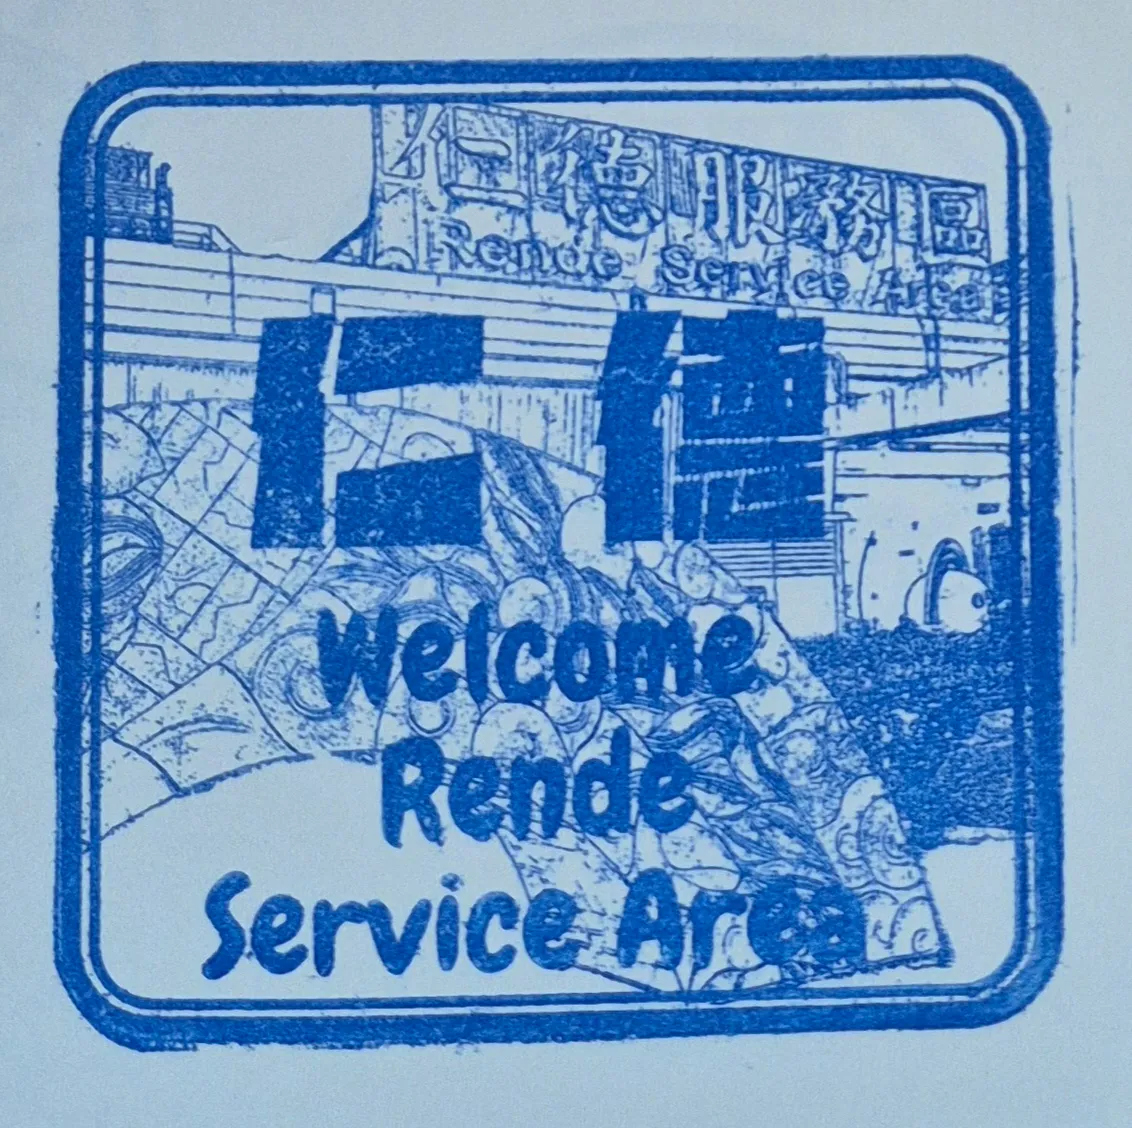 仁德服務區
Rende Service Area
仁德
Welcome
Rende
Service Area